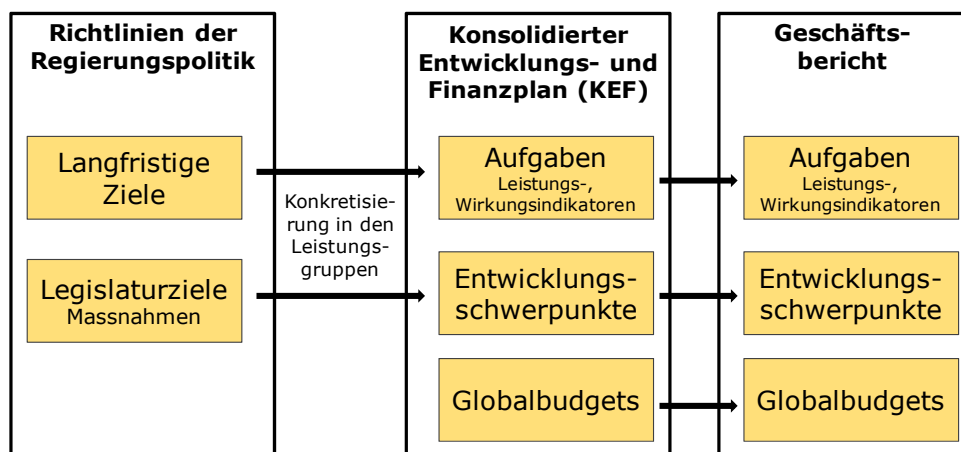 Richtlinien der
Regierungspolitik
Langfristige
Ziele
Legislaturziele
Massnahmen
Konkretisie-
rung in den
Leistungs-
gruppen
Konsolidierter
Entwicklungs- und
Finanzplan (KEF)
Aufgaben
Leistungs-,
Wirkungsindikatoren
Entwicklungs-
schwerpunkte
Globalbudgets
Geschäfts-
bericht
Aufgaben
Leistungs-,
Wirkungsindikatoren
Entwicklungs-
schwerpunkte
Globalbudgets